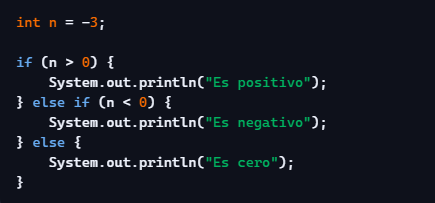 int n = -3;
if (n > 0) {
    System.out.println("Es positivo");
} else if (n < 0) {
    System.out.println("Es negativo");
} else {
    System.out.println("Es cero");
}